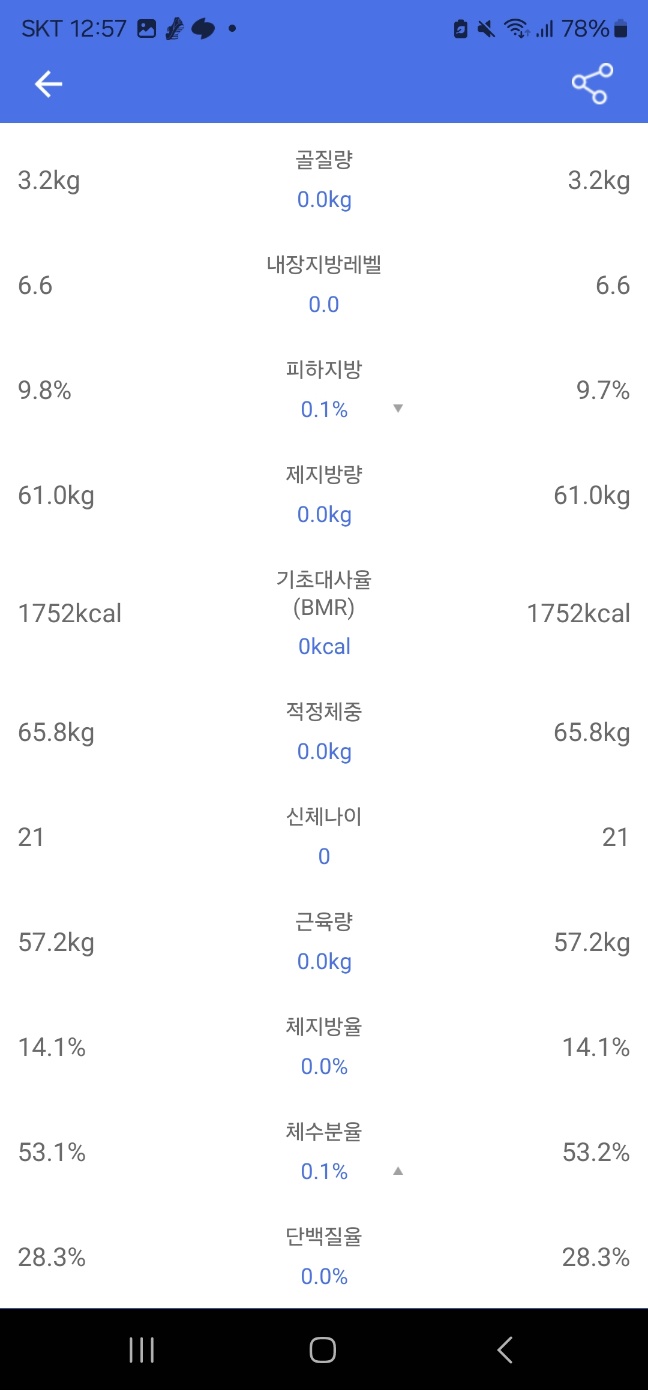 SKT 12:57 78%
골질량
3.2kg 3.2kg
0.0kg
내장지방레벨
6.6 6.6
0.0
피하지방
9.8% 9.7%
0.1% ▼
제지방량
61.0kg 61.0kg
0.0kg
기초대사율
(BMR)
1752kcal 1752kcal
0kcal
적정체중
65.8kg 65.8kg
0.0kg
신체나이
21 21
0
근육량
57.2kg 57.2kg
0.0kg
체지방율
14.1% 14.1%
0.0%
체수분율
53.1% 53.2%
0.1% ▲
단백질율
28.3% 28.3%
0.0%